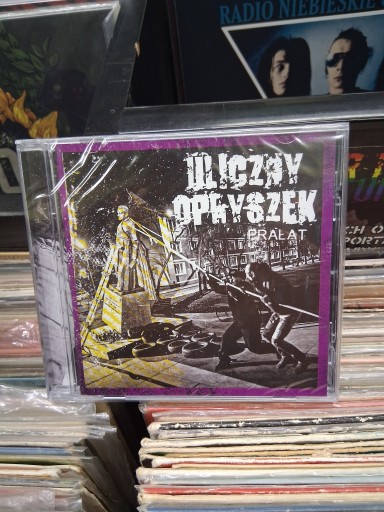 RADIO NIEBIESKIE
ULICZNY
OPRYSZEK
PRAŁAT